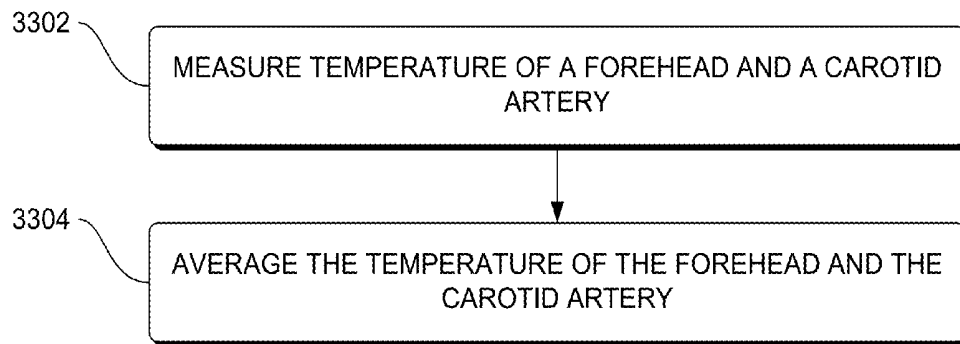 3302
MEASURE TEMPERATURE OF A FOREHEAD AND A CAROTID
ARTERY
3304
AVERAGE THE TEMPERATURE OF THE FOREHEAD AND THE
CAROTID ARTERY